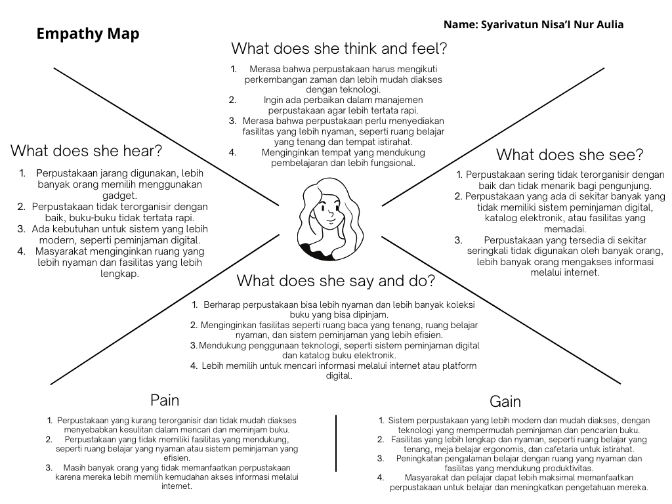 Empathy Map
Name: Syarivatun Nisa'l Nur Aulia
What does she think and feel?
1. Merasa bahwa perpustakaan harus mengikuti
perkembangan zaman dan lebih mudah diakses
dengan teknologi.
2. Ingin ada perbaikan dalam manajemen
perpustakaan agar lebih tertata rapi.
3. Merasa bahwa perpustakaan perlu menyediakan
fasilitas yang lebih nyaman, seperti ruang belajar
yang tenang dan tempat istirahat.
4. Menginginkan tempat yang mendukung
pembelajaran dan lebih fungsional.
What does she hear?
1. Perpustakaan jarang digunakan, lebih
banyak orang memilih menggunakan
gadget.
2. Perpustakaan tidak terorganisir dengan
baik, buku-buku tidak tertata rapi.
3. Ada kebutuhan untuk sistem yang lebih
modern, seperti peminjaman digital.
4. Masyarakat menginginkan ruang yang
lebih nyaman dan fasilitas yang lebih
lengkap.
What does she see?
1. Perpustakaan sering tidak terorganisir dengan
baik dan tidak menarik bagi pengunjung.
2. Perpustakaan yang ada di sekitar banyak yang
tidak memiliki sistem peminjaman digital,
katalog elektronik, atau fasilitas yang
memadai.
3. Perpustakaan yang tersedia di sekitar
seringkali tidak digunakan oleh banyak orang,
lebih banyak orang mengakses informasi
melalui internet.
What does she say and do?
1. Berharap perpustakaan bisa lebih nyaman dan lebih banyak koleksi
buku yang bisa dipinjam.
2. Menginginkan fasilitas seperti ruang baca yang tenang, ruang belajar
nyaman, dan sistem peminjaman yang lebih efisien.
3. Mendukung penggunaan teknologi, seperti sistem peminjaman digital
dan katalog buku elektronik.
4. Lebih memilih untuk mencari informasi melalui internet atau platform
digital.
Pain
1. Perpustakaan yang kurang terorganisir dan tidak mudah diakses
menyebabkan kesulitan dalam mencari dan meminjam buku.
2. Perpustakaan yang tidak memiliki fasilitas yang mendukung,
seperti ruang belajar yang nyaman atau sistem peminjaman yang
efisien.
3. Masih banyak orang yang tidak memanfaatkan perpustakaan
karena mereka lebih memilih kemudahan akses informasi melalui
internet.
Gain
1. Sistem perpustakaan yang lebih modern dan mudah diakses, dengan
teknologi yang mempermudah peminjaman dan pencarian buku.
2. Fasilitas yang lebih lengkap dan nyaman, seperti ruang belajar yang
tenang, meja belajar ergonomis, dan cafetaria untuk istirahat.
3. Peningkatan pengalaman belajar dengan ruang yang nyaman dan
fasilitas yang mendukung produktivitas.
4. Masyarakat dan pelajar dapat lebih maksimal memanfaatkan
perpustakaan untuk belajar dan meningkatkan pengetahuan mereka.